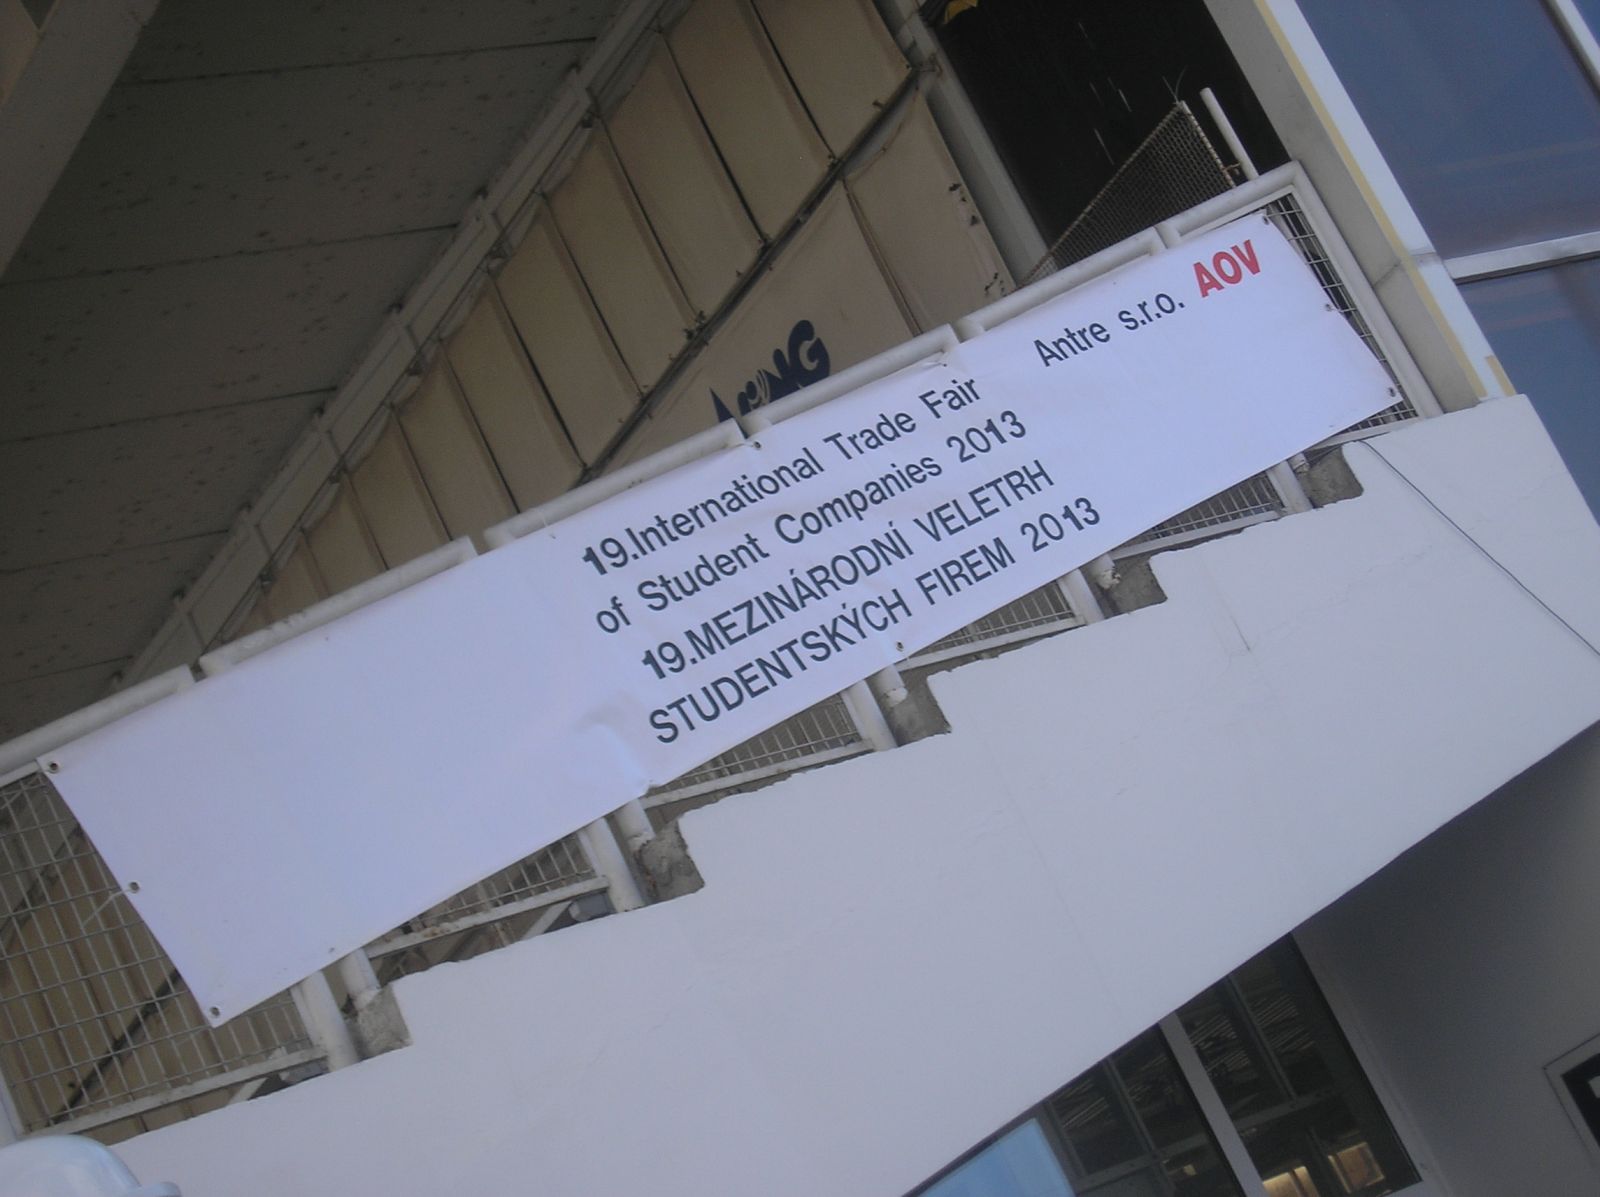 19.International Trade Fair
of Student Companies 2013
19.MEZINÁRODNÍ VELETRH
STUDENTSKÝCH FIREM 2013
Antre s.r.o. AOV